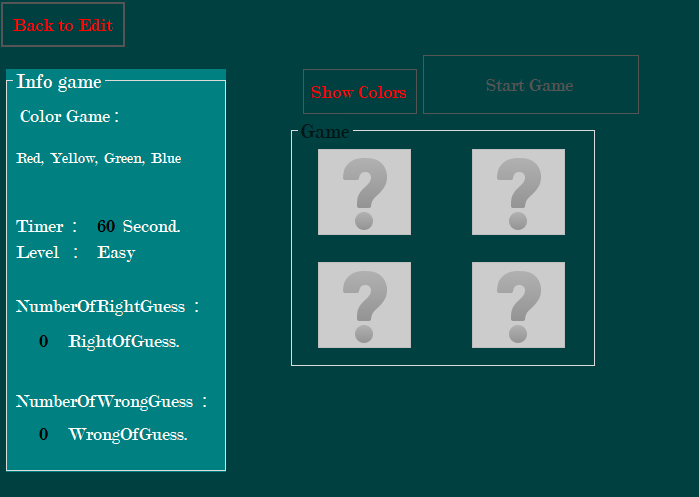 Back to Edit
Info game
Color Game :
Red, Yellow, Green, Blue
Timer : 60 Second.
Level : Easy
NumberOfRightGuess :
0 RightOfGuess.
NumberOfWrongGuess :
0 WrongOfGuess.
Show Colors
Start Game
Game
? ?
? ?